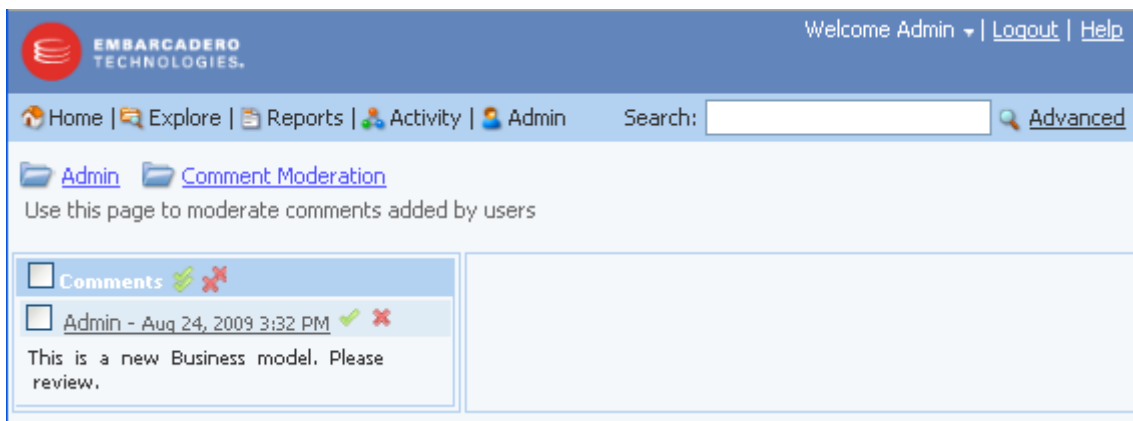 Welcome Admin | Logout | Help
EMBARCADERO
TECHNOLOGIES.
Home | Explore | Reports | Activity | Admin Search: Advanced
Admin Comment Moderation
Use this page to moderate comments added by users
Comments
Admin - Aug 24, 2009 3:32 PM
This is a new Business model. Please
review.